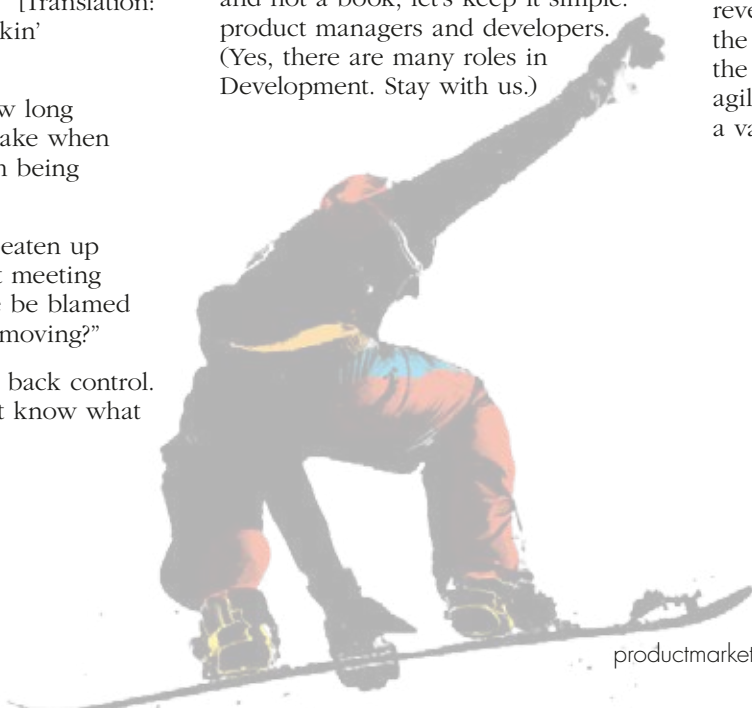 [Translation:
kin'
w long
ake when
n being
eaten up
t meeting
e be blamed
moving?"
back control.
t know what
and not a book, let's keep it simple:
product managers and developers.
(Yes, there are many roles in
Development. Stay with us.)
reve
the
the
agil
a va
productmarket